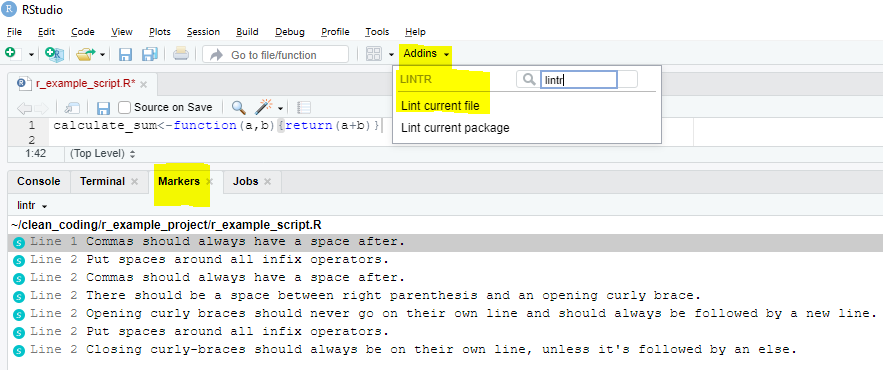 RStudio
File Edit Code View Plots Session Build Debug Profile Tools Help
Go to file/function Addins
LINTR lintr
Lint current file
Lint current package
r_example_script.R*
Source on Save
1 calculate_sum<-function(a,b){return(a+b)}
2
1:42 (Top Level)
Console Terminal Markers Jobs
lintr
~/clean_coding/r_example_project/r_example_script.R
Line 1 Commas should always have a space after.
Line 2 Put spaces around all infix operators.
Line 2 Commas should always have a space after.
Line 2 There should be a space between right parenthesis and an opening curly brace.
Line 2 Opening curly braces should never go on their own line and should always be followed by a new line.
Line 2 Put spaces around all infix operators.
Line 2 Closing curly-braces should always be on their own line, unless it's followed by an else.